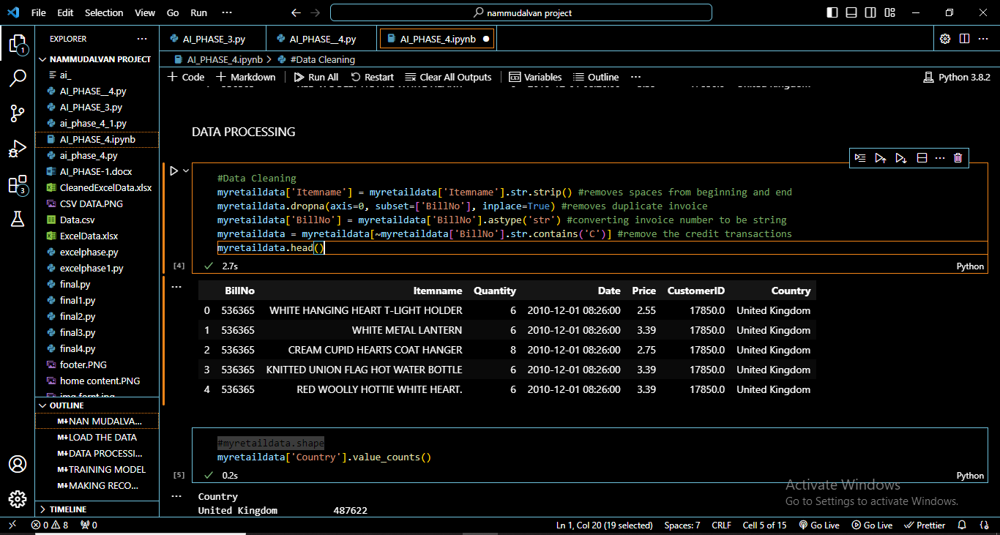 File Edit Selection View Go Run ··· nammudalvan project
EXPLORER ···
AI_PHASE_3.py AI_PHASE__4.py AI_PHASE_4.ipynb
NAMMUDALVAN PROJECT
AI_PHASE_4.ipynb > #Data Cleaning
+ Code + Markdown Run All Restart Clear All Outputs Variables Outline ··· Python 3.8.2
1
ai_
AI_PHASE__4.py
AI_PHASE_3.py
ai_phase_4_1.py
AI_PHASE_4.ipynb
ai_phase_4.py
AI_PHASE-1.docx
CleanedExcelData.xlsx
CSV DATA.PNG
Data.csv
ExcelData.xlsx
excelphase.py
excelphase1.py
final.py
final1.py
final2.py
final3.py
final4.py
footer.PNG
home content.PNG
3
OUTLINE
M↓NAN MUDALVA...
M↓LOAD THE DATA
M↓DATA PROCESSI...
M↓TRAINING MODEL
M↓MAKING RECO...
TIMELINE
DATA PROCESSING
#Data Cleaning
myretaildata['Itemname'] = myretaildata['Itemname'].str.strip() #removes spaces from beginning and end
myretaildata.dropna(axis=0, subset=['BillNo'], inplace=True) #removes duplicate invoice
myretaildata['BillNo'] = myretaildata['BillNo'].astype('str') #converting invoice number to be string
myretaildata = myretaildata[~myretaildata['BillNo'].str.contains('C')] #remove the credit transactions
myretaildata.head()
[4] ✓ 2.7s Python
BillNo Itemname Quantity Date Price CustomerID Country
0 536365 WHITE HANGING HEART T-LIGHT HOLDER 6 2010-12-01 08:26:00 2.55 17850.0 United Kingdom
1 536365 WHITE METAL LANTERN 6 2010-12-01 08:26:00 3.39 17850.0 United Kingdom
2 536365 CREAM CUPID HEARTS COAT HANGER 8 2010-12-01 08:26:00 2.75 17850.0 United Kingdom
3 536365 KNITTED UNION FLAG HOT WATER BOTTLE 6 2010-12-01 08:26:00 3.39 17850.0 United Kingdom
4 536365 RED WOOLLY HOTTIE WHITE HEART. 6 2010-12-01 08:26:00 3.39 17850.0 United Kingdom
#myretaildata.shape
myretaildata['Country'].value_counts()
[5] ✓ 0.2s Python
Country
United Kingdom 487622
Activate Windows
Go to Settings to activate Windows.
0 8 0 Ln 1, Col 20 (19 selected) Spaces: 7 CRLF Cell 5 of 15 Go Live Go Live Prettier